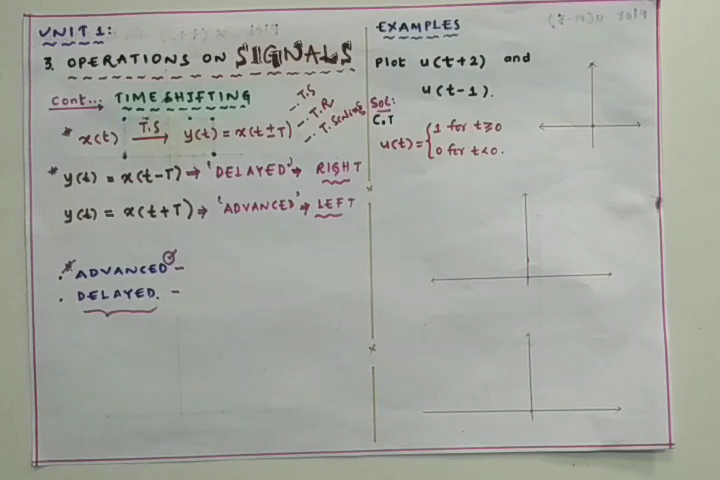 UNIT 1:
3. OPERATIONS ON SIGNALS
Cont... TIME SHIFTING
- T.S
- T.R
- T. Scaling
* x(t) T.S → y(t) = x(t±T)
* y(t) = x(t-T) → 'DELAYED' → RIGHT
y(t) = x(t+T) → 'ADVANCED' → LEFT
* ADVANCED -
. DELAYED. -
EXAMPLES
Plot u(t+2) and
u(t-1).
Sol:
C.T
u(t) = { 1 for t≥0
0 for t<0.